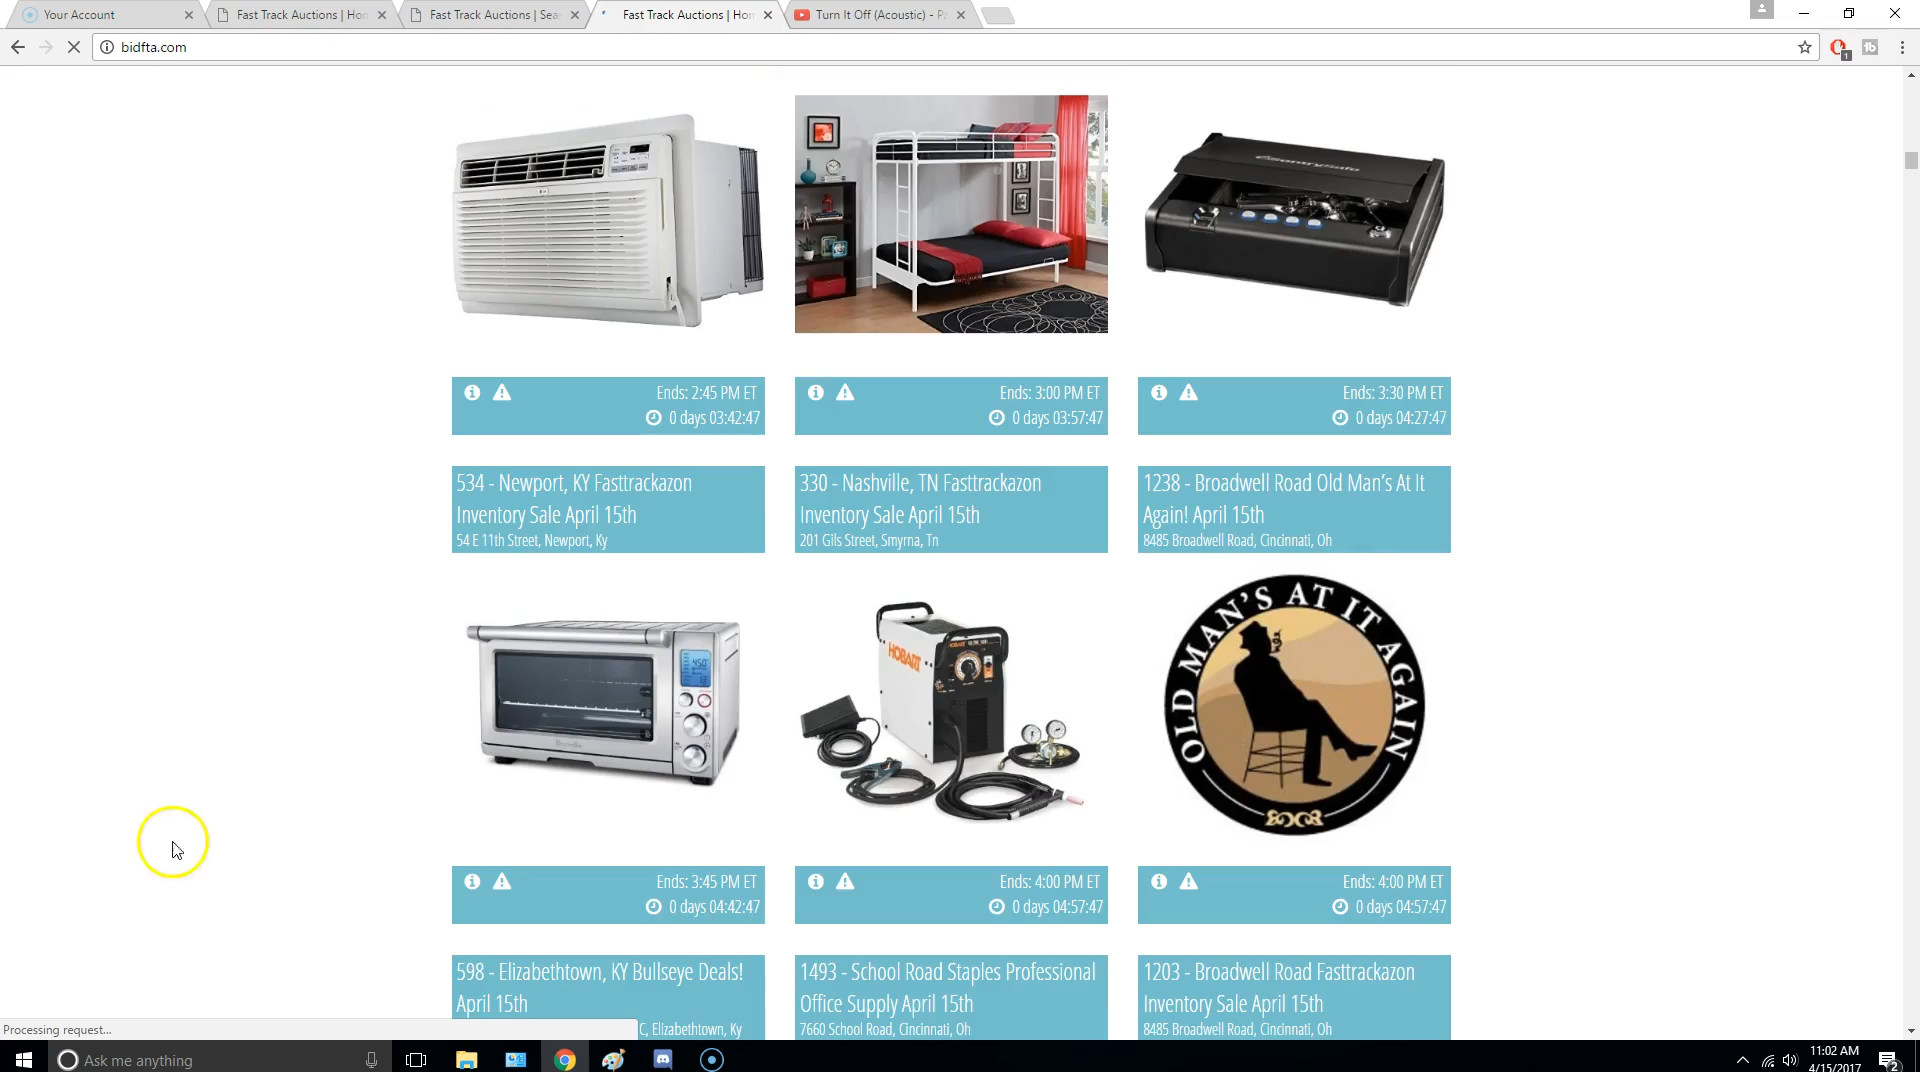 Your Account
Fast Track Auctions | Hon
Fast Track Auctions | Sea
Fast Track Auctions | Hon
Turn It Off (Acoustic) - Pa
bidfta.com
1
Ends: 2:45 PM ET
0 days 03:42:47
Ends: 3:00 PM ET
0 days 03:57:47
Ends: 3:30 PM ET
0 days 04:27:47
534 - Newport, KY Fasttrackazon
Inventory Sale April 15th
54 E 11th Street, Newport, Ky
330 - Nashville, TN Fasttrackazon
Inventory Sale April 15th
201 Gils Street, Smyrna, Tn
1238 - Broadwell Road Old Man's At It
Again! April 15th
8485 Broadwell Road, Cincinnati, Oh
HOBART
OLD MAN'S AT IT AGAIN
Ends: 3:45 PM ET
0 days 04:42:47
Ends: 4:00 PM ET
0 days 04:57:47
Ends: 4:00 PM ET
0 days 04:57:47
598 - Elizabethtown, KY Bullseye Deals!
April 15th
C, Elizabethtown, Ky
1493 - School Road Staples Professional
Office Supply April 15th
7660 School Road, Cincinnati, Oh
1203 - Broadwell Road Fasttrackazon
Inventory Sale April 15th
8485 Broadwell Road, Cincinnati, Oh
Processing request...
Ask me anything
11:02 AM
4/15/2017
2